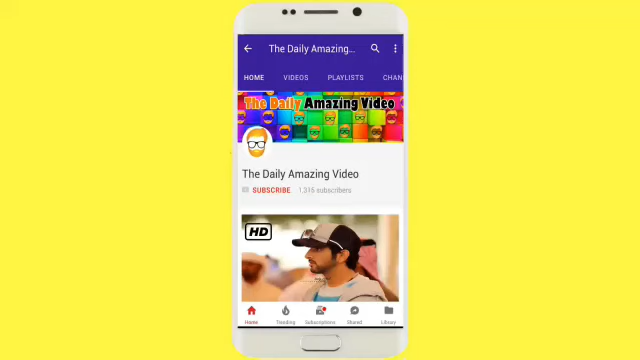 The Daily Amazing...
HOME VIDEOS PLAYLISTS CHAN
The Daily Amazing Video
The Daily Amazing Video
SUBSCRIBE 1,316 subscribers
HD
Home Trending Subscriptions Shared Library